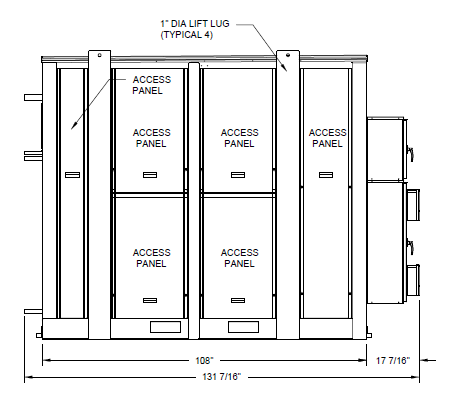 1" DIA LIFT LUG
(TYPICAL 4)
ACCESS
PANEL
ACCESS
PANEL
ACCESS
PANEL
ACCESS
PANEL
ACCESS
PANEL
ACCESS
PANEL
108"
17 7/16"
131 7/16"